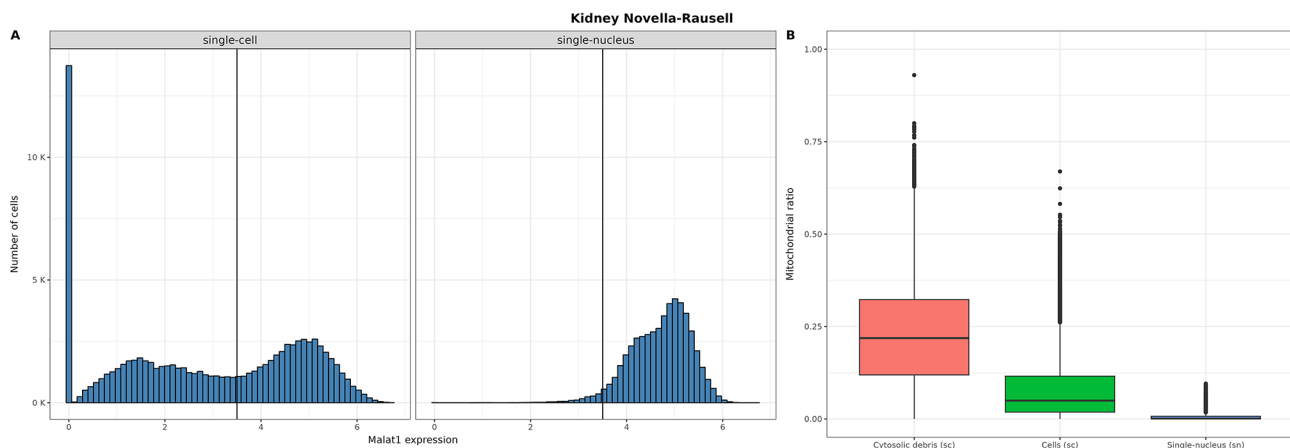 Kidney Novella-Rausell
A
single-cell
single-nucleus
10 K
5 K
0 K
Number of cells
0
2
4
6
0
2
4
6
Malat1 expression
B
1.00
0.75
0.50
0.25
0.00
Mitochondrial ratio
Cytosolic debris (sc)
Cells (sc)
Single-nucleus (sn)